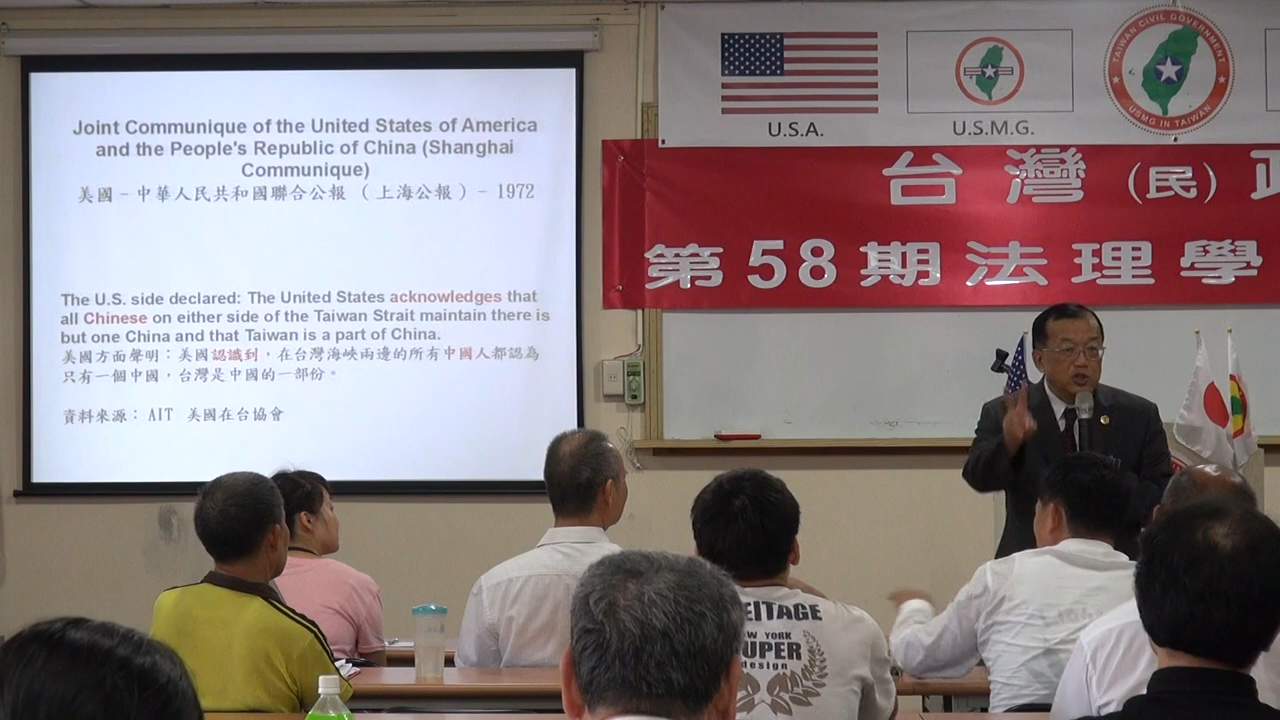 Joint Communique of the United States of America
and the People's Republic of China (Shanghai
Communique)
美國 - 中華人民共和國聯合公報 （上海公報）- 1972
The U.S. side declared: The United States acknowledges that
all Chinese on either side of the Taiwan Strait maintain there is
but one China and that Taiwan is a part of China.
美國方面聲明：美國認識到，在台灣海峽兩邊的所有中國人都認為
只有一個中國，台灣是中國的一部份。
資料來源： AIT 美國在台協會
U.S.A.
U.S.M.G.
TAIWAN CIVIL GOVERNMENT
USMG IN TAIWAN
台灣(民)
第58期法理學
NEW YORK
SUPER
design